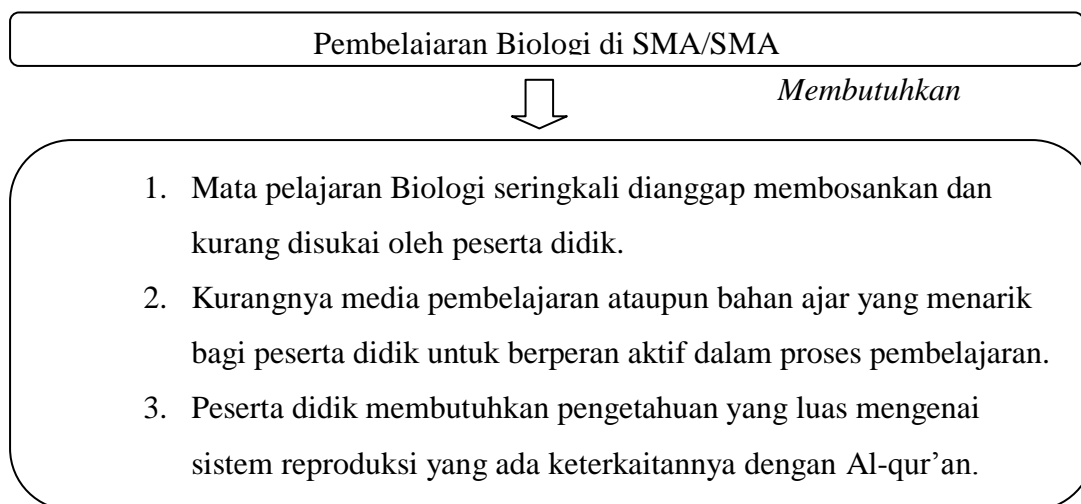 Pembelajaran Biologi di SMA/SMA
Membutuhkan
1. Mata pelajaran Biologi seringkali dianggap membosankan dan
kurang disukai oleh peserta didik.
2. Kurangnya media pembelajaran ataupun bahan ajar yang menarik
bagi peserta didik untuk berperan aktif dalam proses pembelajaran.
3. Peserta didik membutuhkan pengetahuan yang luas mengenai
sistem reproduksi yang ada keterkaitannya dengan Al-qur’an.